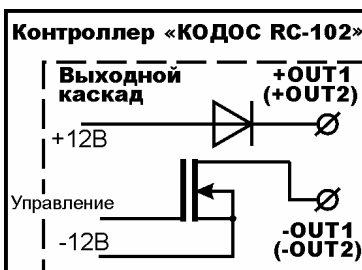 Контроллер «КОДОС RC-102»
Выходной
каскад
+OUT1
(+OUT2)
+12В
Управление
-12В
-OUT1
(-OUT2)